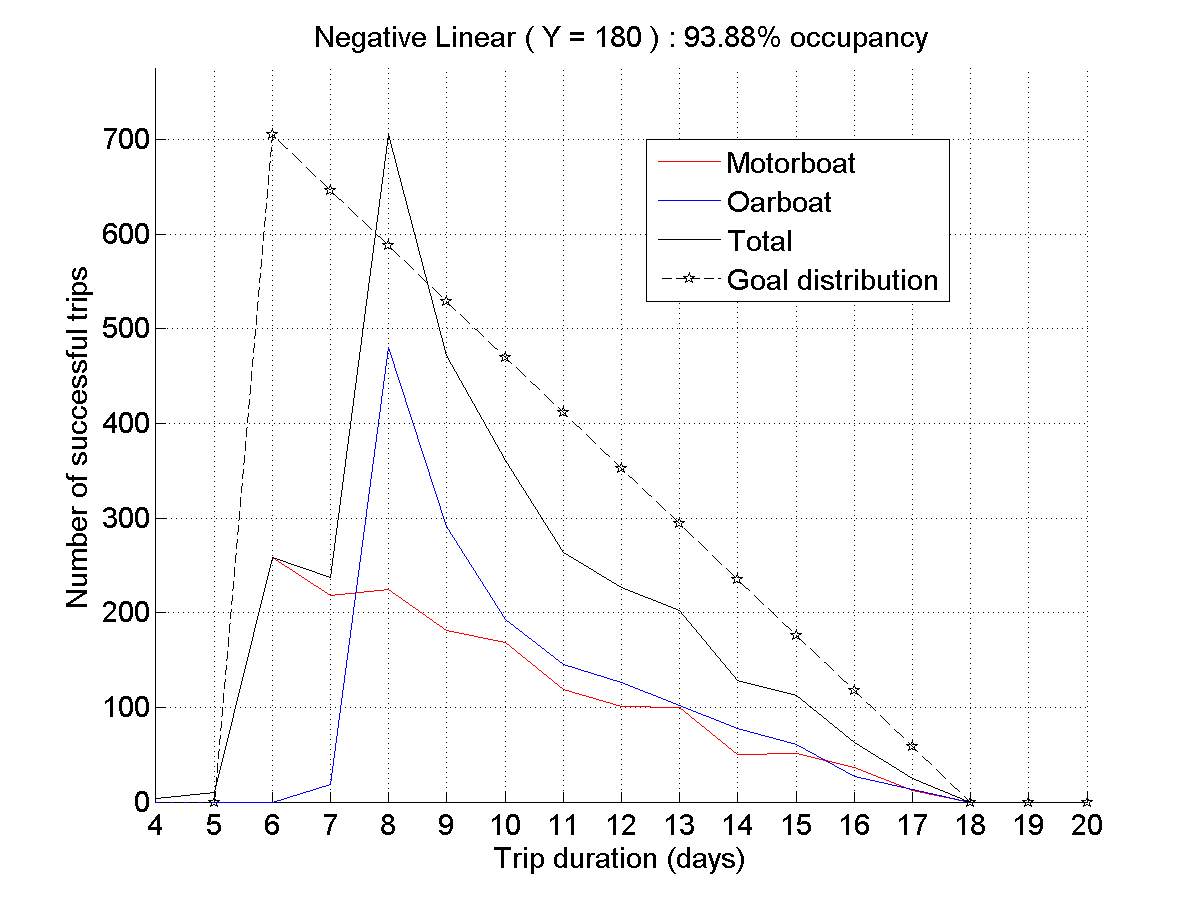 Negative Linear ( Y = 180 ) : 93.88% occupancy
700
600
500
400
300
200
100
0
Number of successful trips
Motorboat
Oarboat
Total
Goal distribution
4 5 6 7 8 9 10 11 12 13 14 15 16 17 18 19 20
Trip duration (days)